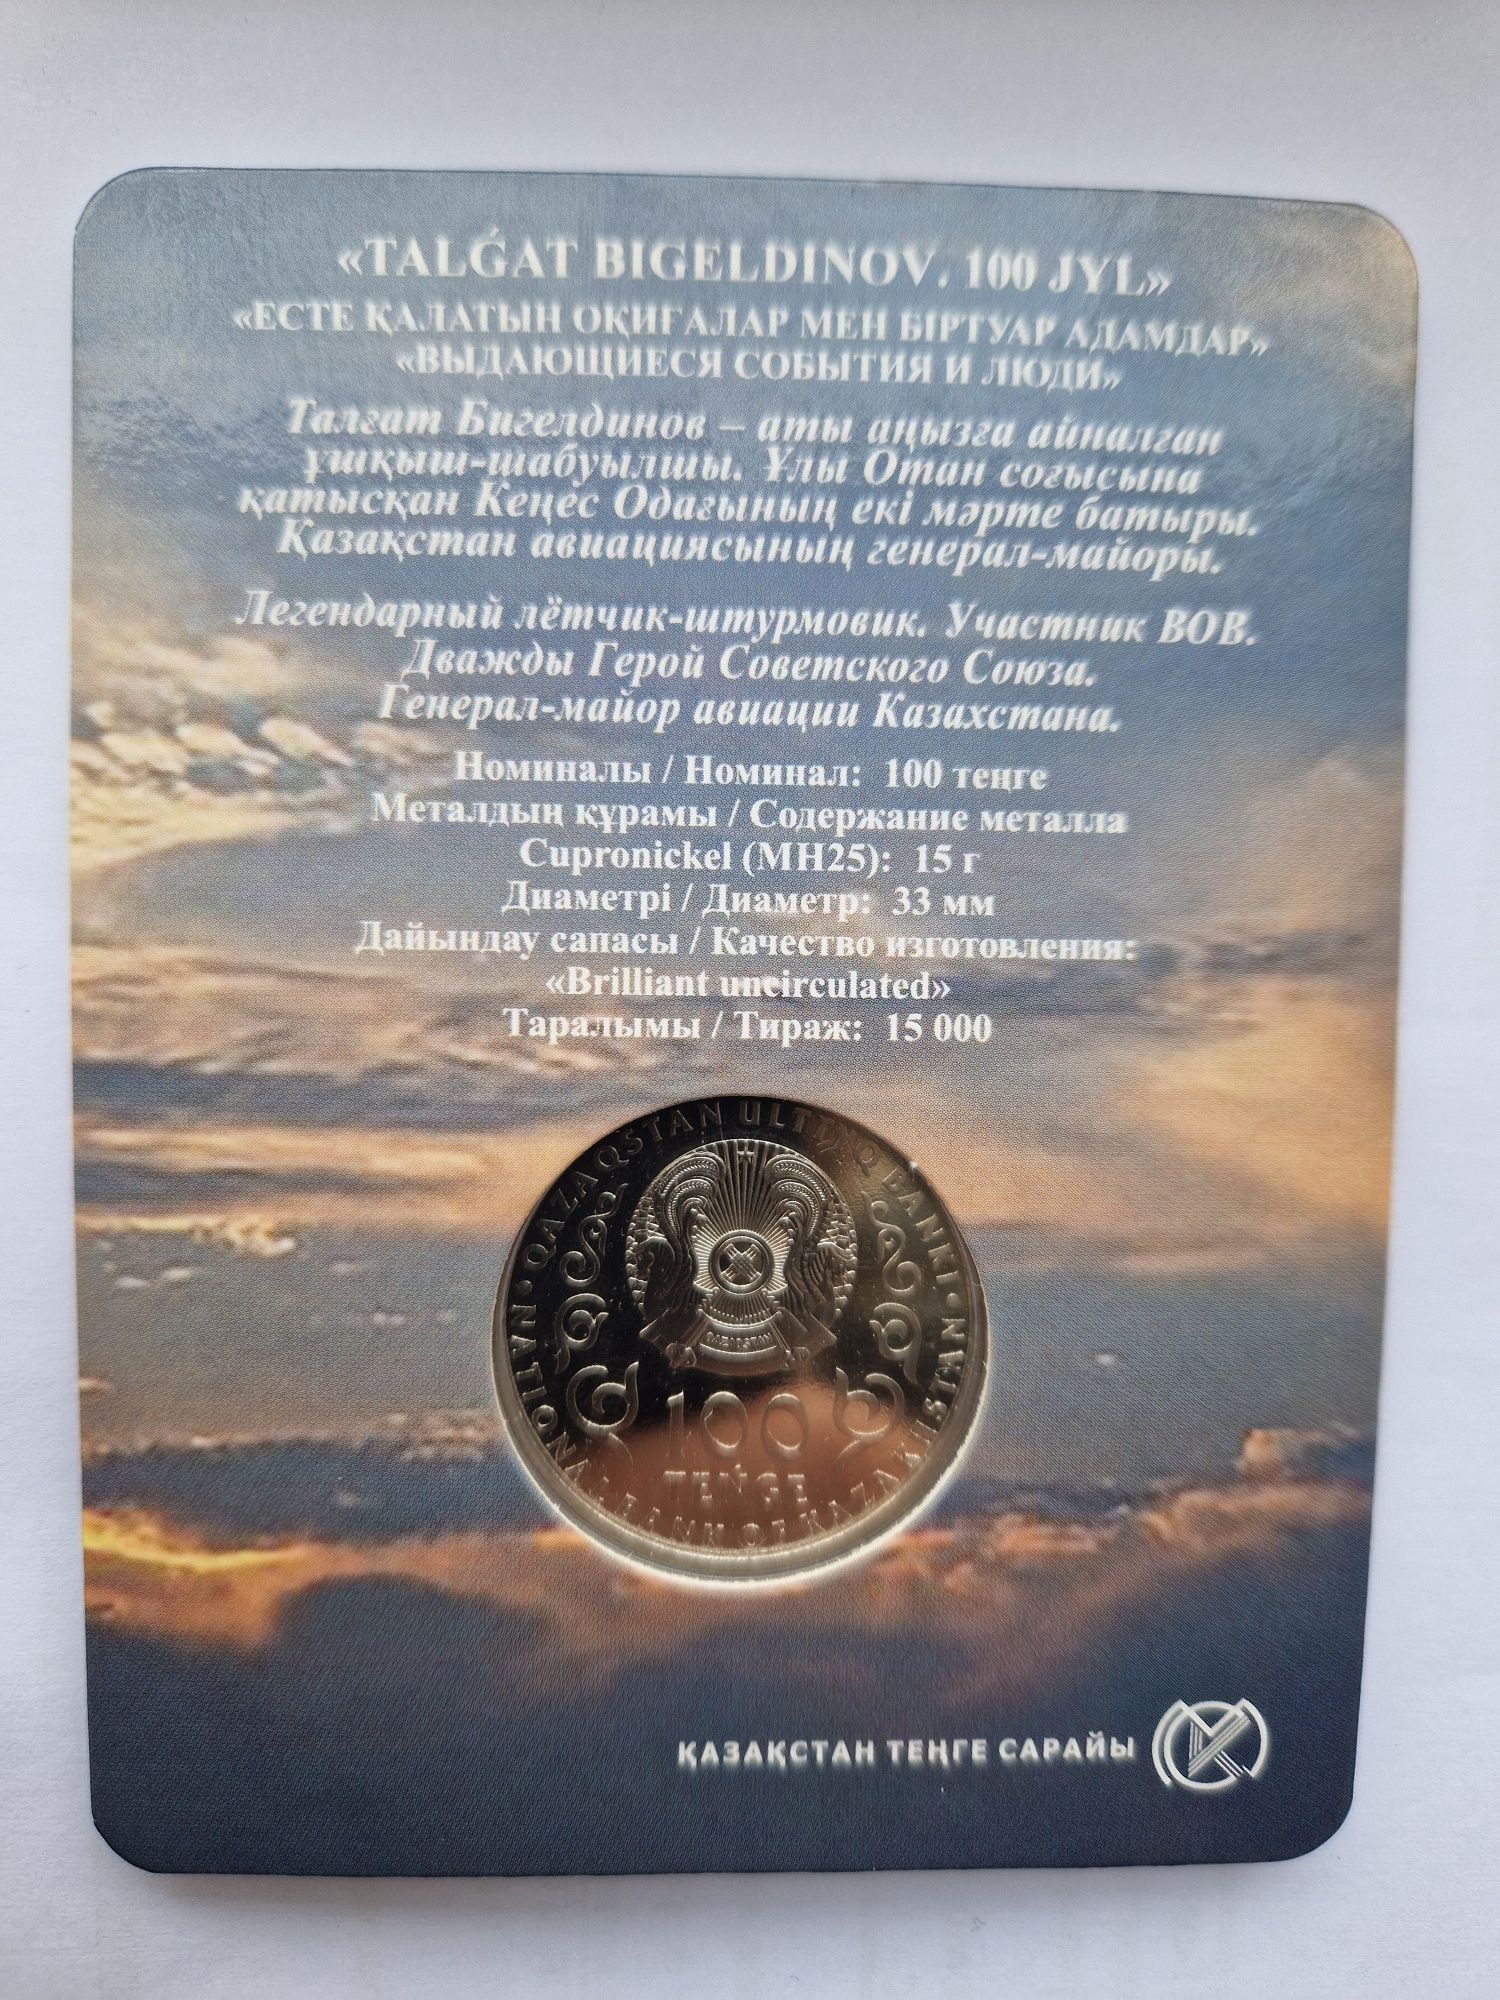 «TALǴAT BIGELDINOV. 100 JYL»
«ЕСТЕ ҚАЛАТЫН ОҚИҒАЛАР МЕН БІРТУАР АДАМДАР»
«ВЫДАЮЩИЕСЯ СОБЫТИЯ И ЛЮДИ»
Талғат Бигелдинов – аты аңызға айналған
ұшқыш-шабуылшы. Ұлы Отан соғысына
қатысқан Кеңес Одағының екі мәрте батыры.
Қазақстан авиациясының генерал-майоры.
Легендарный лётчик-штурмовик. Участник ВОВ.
Дважды Герой Советского Союза.
Генерал-майор авиации Казахстана.
Номиналы / Номинал: 100 теңге
Металдың құрамы / Содержание металла
Cupronickel (МН25): 15 г
Диаметрі / Диаметр: 33 мм
Дайындау сапасы / Качество изготовления:
«Brilliant uncirculated»
Таралымы / Тираж: 15 000
QAZAQSTAN ULTTYQ BANKI • NATIONAL BANK OF KAZAKHSTAN •
QAZAQSTAN
100
TEŃGE
ҚАЗАҚСТАН ТЕҢГЕ САРАЙЫ